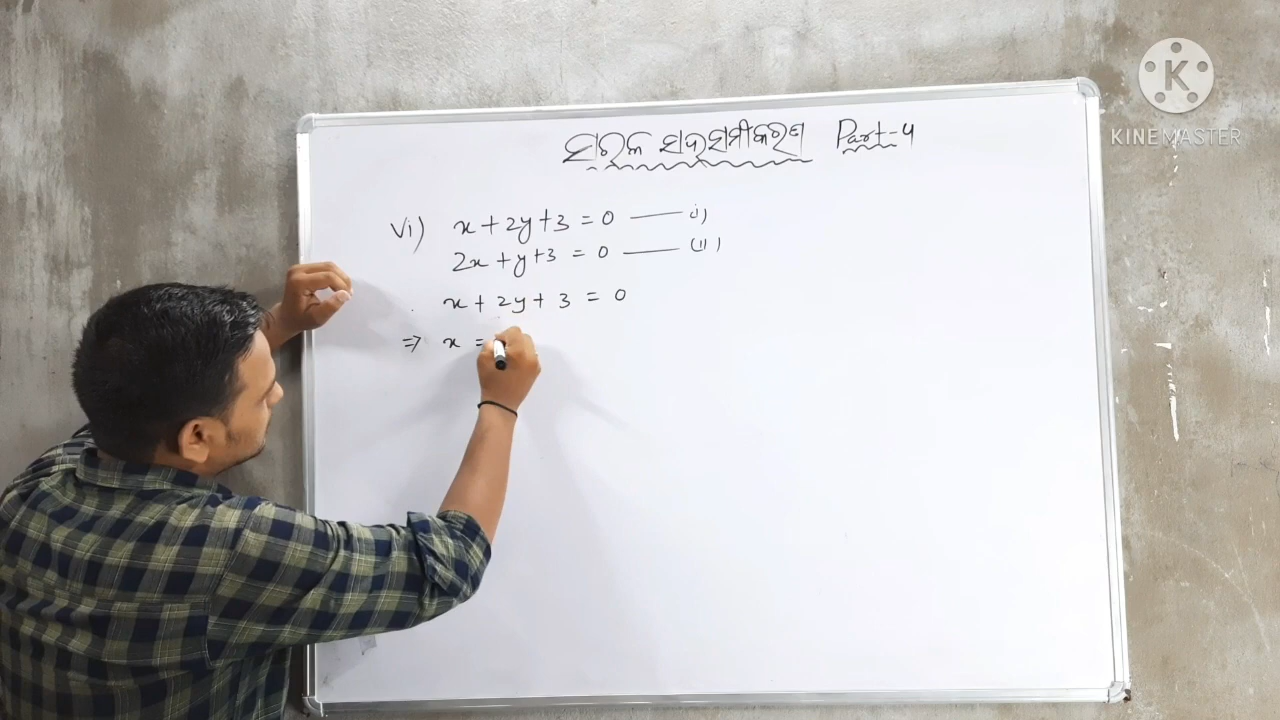 ସରଳ ସହସମୀକରଣ Part-4
vi) x + 2y + 3 = 0 —— (i)
2x + y + 3 = 0 —— (ii)
x + 2y + 3 = 0
⇒ x =
K
KINEMASTER